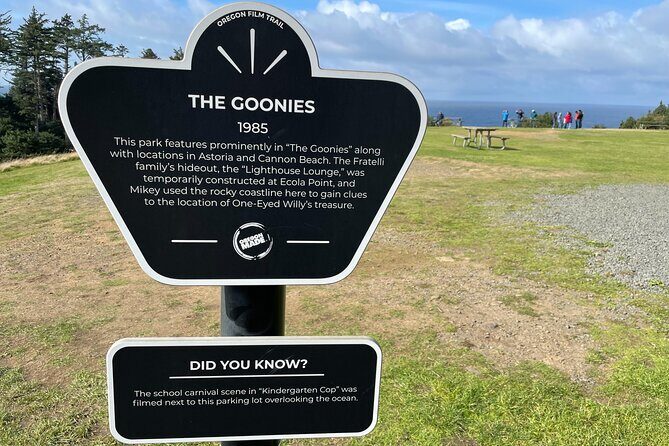 OREGON FILM TRAIL
THE GOONIES
1985
This park features prominently in "The Goonies" along
with locations in Astoria and Cannon Beach. The Fratelli
family's hideout, the "Lighthouse Lounge," was
temporarily constructed at Ecola Point, and
Mikey used the rocky coastline here to gain clues
to the location of One-Eyed Willy's treasure.
OREGON
MADE
DID YOU KNOW?
The school carnival scene in "Kindergarten Cop" was
filmed next to this parking lot overlooking the ocean.